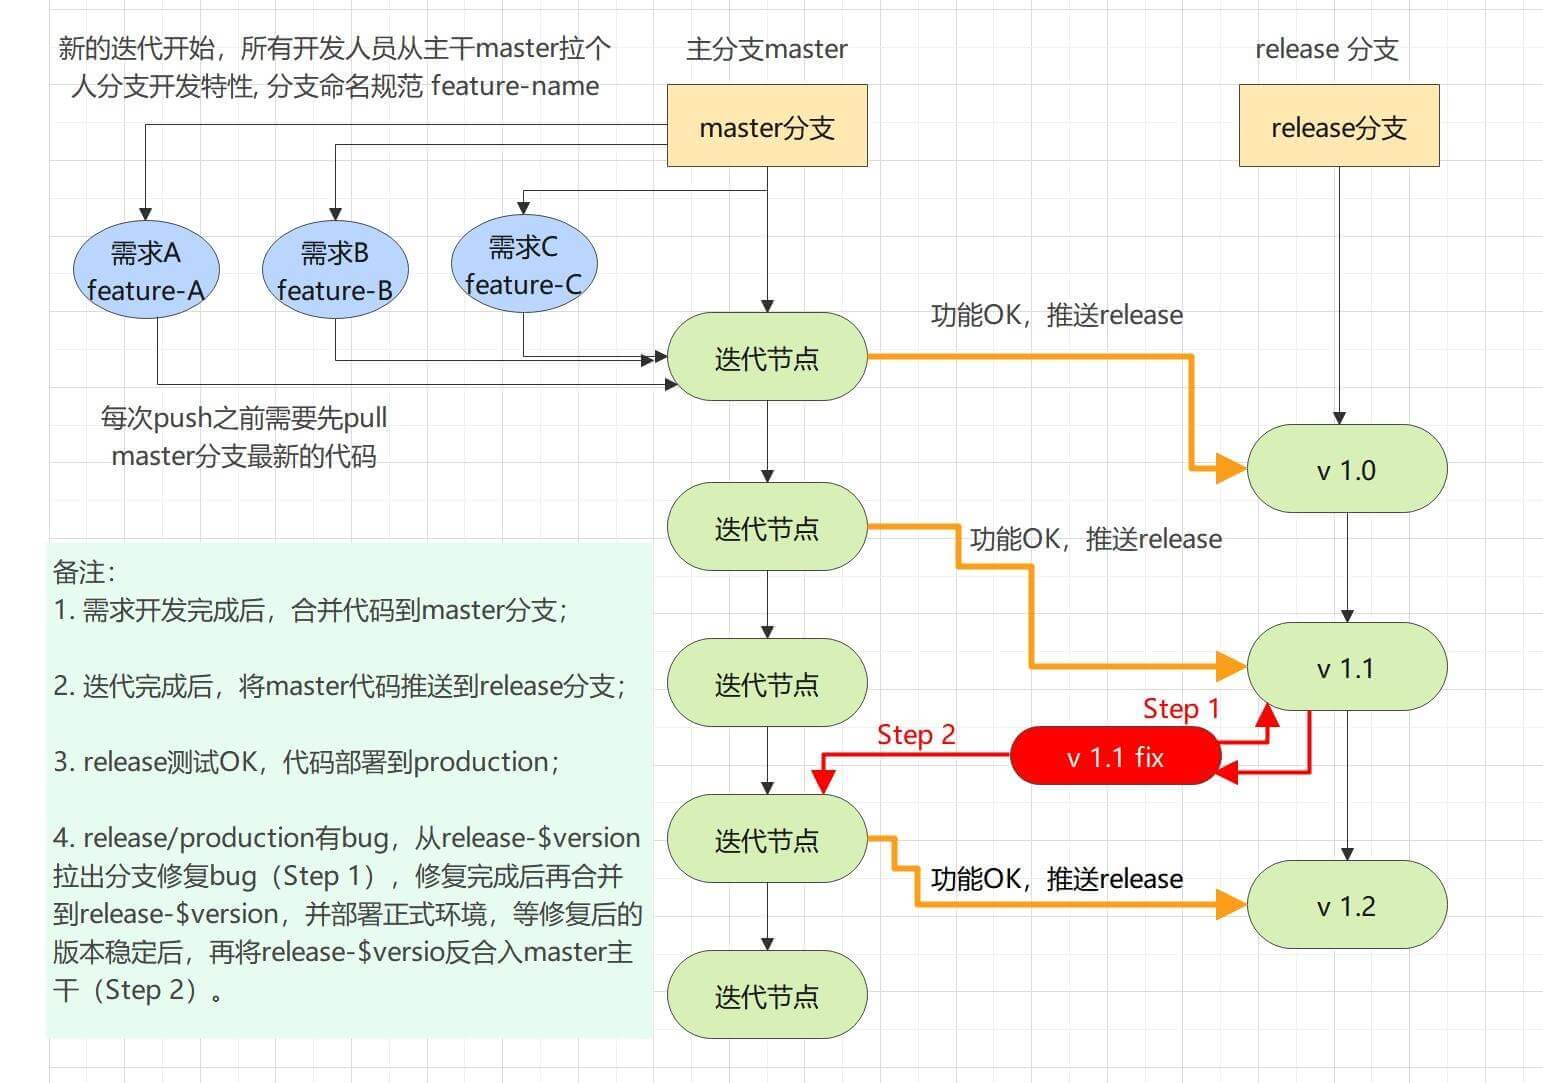 新的迭代开始，所有开发人员从主干master拉个
人分支开发特性, 分支命名规范 feature-name
主分支master
release 分支
master分支
release分支
需求A
feature-A
需求B
feature-B
需求C
feature-C
迭代节点
功能OK，推送release
v 1.0
每次push之前需要先pull
master分支最新的代码
迭代节点
功能OK，推送release
v 1.1
迭代节点
Step 1
Step 2
v 1.1 fix
迭代节点
功能OK，推送release
v 1.2
迭代节点
备注：
1. 需求开发完成后，合并代码到master分支；
2. 迭代完成后，将master代码推送到release分支；
3. release测试OK，代码部署到production；
4. release/production有bug，从release-$version
拉出分支修复bug（Step 1），修复完成后再合并
到release-$version，并部署正式环境，等修复后的
版本稳定后，再将release-$versio反合入master主
干（Step 2）。